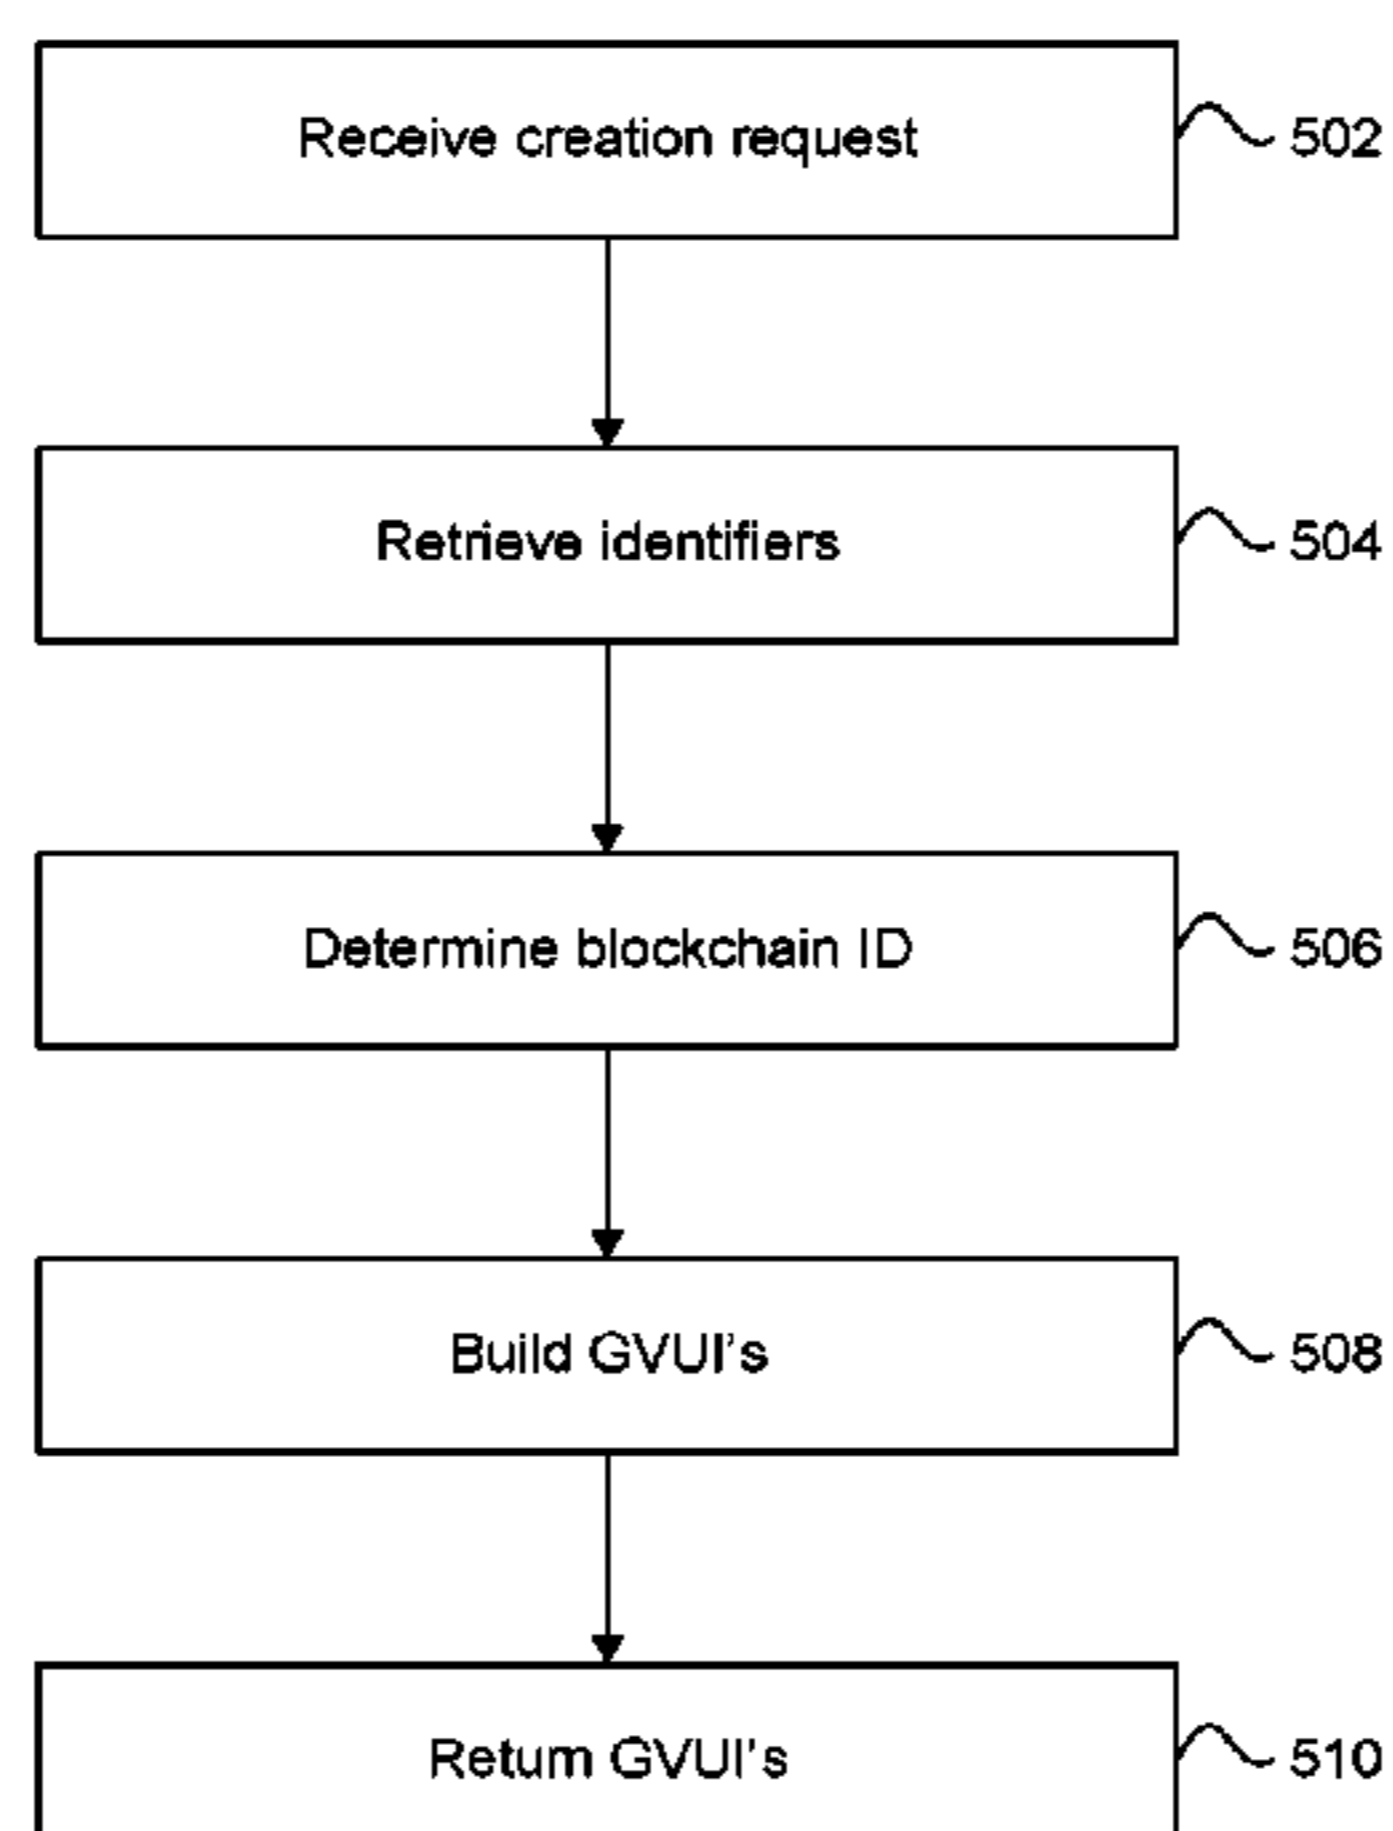 Receive creation request 502
Retrieve identifiers 504
Determine blockchain ID 506
Build GVUI's 508
Return GVUI's 510